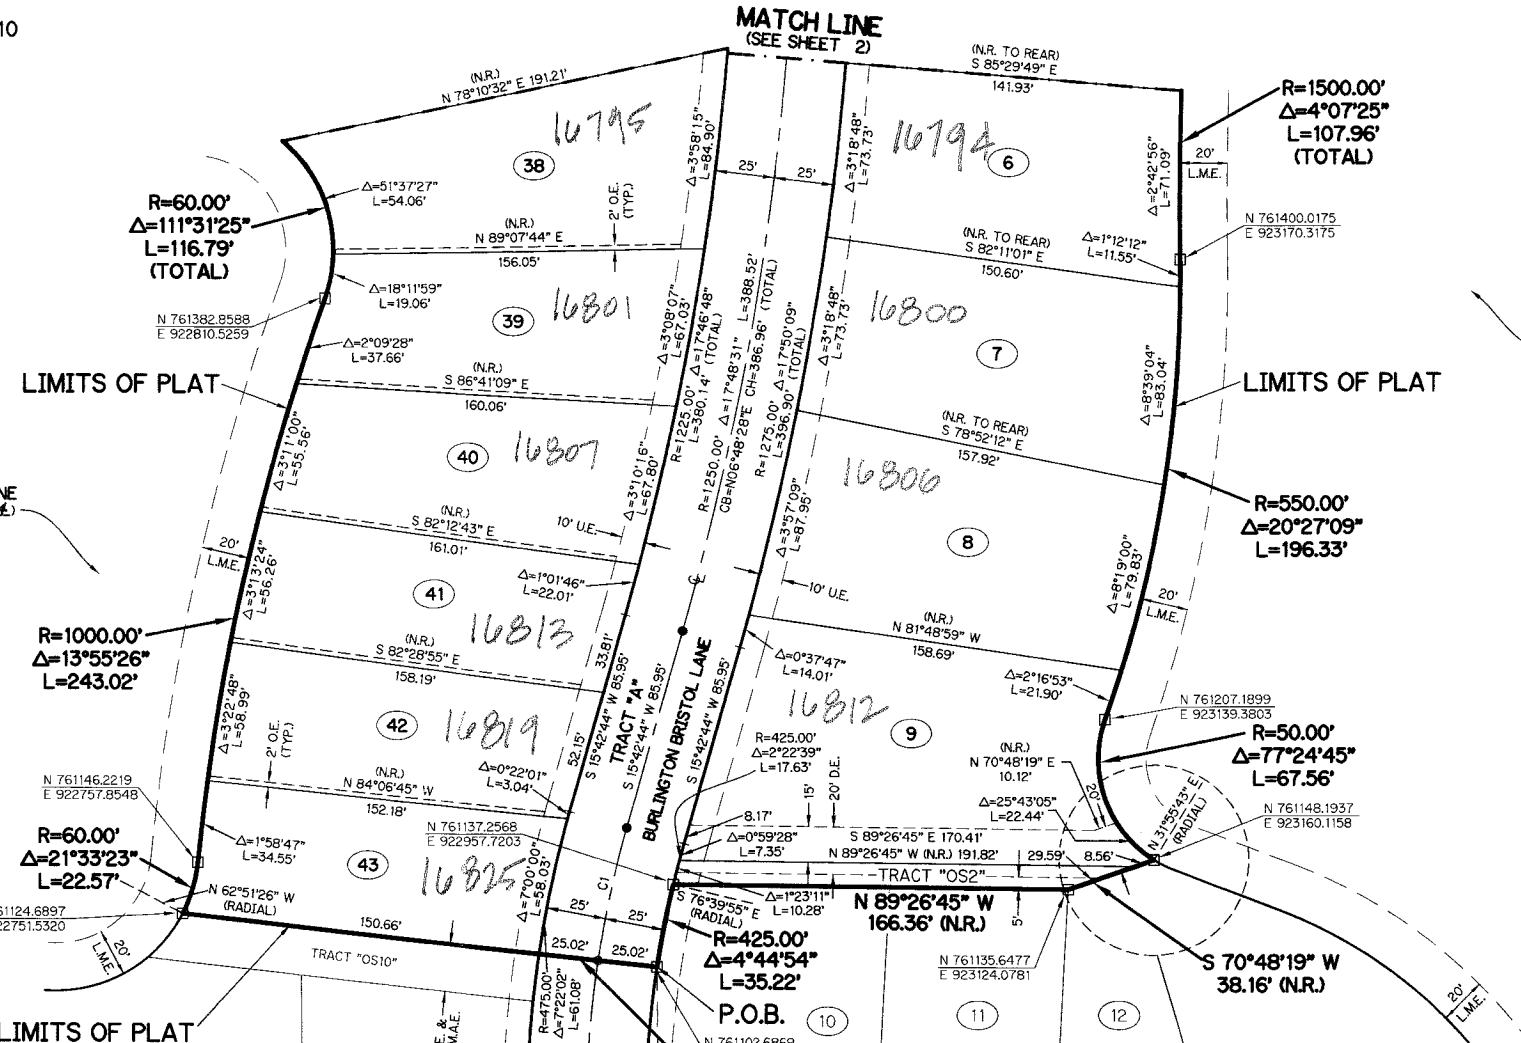 10
MATCH LINE
(SEE SHEET 2)
(N.R.)
N 78°10'32" E 191.21'
(N.R. TO REAR)
S 85°29'49" E
141.93'
R=1500.00'
Δ=4°07'25"
L=107.96'
(TOTAL)
16795
38
Δ=3°58'15"
L=84.90'
Δ=3°18'48"
L=73.73'
16794
6
Δ=2°42'56"
L=71.09'
20'
L.M.E.
25'
25'
Δ=51°37'27"
L=54.06'
R=60.00'
Δ=111°31'25"
L=116.79'
(TOTAL)
2' O.E.
(TYP.)
(N.R.)
N 89°07'44" E
156.05'
(N.R. TO REAR)
S 82°11'01" E
150.60'
Δ=1°12'12"
L=11.55'
N 761400.0175
E 923170.3175
Δ=18°11'59"
L=19.06'
N 761382.8588
E 922810.5259
39
16801
Δ=3°08'07"
L=67.03'
R=1225.00' Δ=17°46'48"
L=380.14' (TOTAL)
R=1250.00' Δ=17°48'31" L=388.52'
CB=N06°48'28"E CH=386.96' (TOTAL)
R=1275.00' Δ=17°50'09"
L=396.90' (TOTAL)
Δ=3°18'48"
L=73.73'
16800
7
Δ=2°09'28"
L=37.66'
LIMITS OF PLAT
(N.R.)
S 86°41'09" E
160.06'
Δ=8°39'04"
L=83.04'
LIMITS OF PLAT
(N.R. TO REAR)
S 78°52'12" E
157.92'
Δ=3°11'00"
L=55.56'
40
16807
Δ=3°10'16"
L=67.80'
16806
Δ=3°57'09"
L=87.95'
8
R=550.00'
Δ=20°27'09"
L=196.33'
NE
(N.R.)
S 82°12'43" E
161.01'
10' U.E.
20'
L.M.E.
Δ=3°13'24"
L=56.26'
41
Δ=1°01'46"
L=22.01'
℄
10' U.E.
Δ=8°19'00"
L=79.83'
20'
L.M.E.
R=1000.00'
Δ=13°55'26"
L=243.02'
16813
33.81'
(N.R.)
S 82°28'55" E
158.19'
(N.R.)
N 81°48'59" W
158.69'
Δ=0°37'47"
L=14.01'
Δ=2°16'53"
L=21.90'
N 761207.1899
E 923139.3803
Δ=3°22'48"
L=58.99'
42
16819
2' O.E.
(TYP.)
52.15'
S 15°42'44" W 85.95'
TRACT "A"
S 15°42'44" W 85.95'
BURLINGTON BRISTOL LANE
S 15°42'44" W 85.95'
16812
9
R=425.00'
Δ=2°22'39"
L=17.63'
(N.R.)
N 70°48'19" E
10.12'
R=50.00'
Δ=77°24'45"
L=67.56'
N 761146.2219
E 922757.8548
(N.R.)
N 84°06'45" W
152.18'
Δ=0°22'01"
L=3.04'
15'
20' D.E.
20'
Δ=25°43'05"
L=22.44'
N 31°55'43" E
(RADIAL)
N 761148.1937
E 923160.1158
R=60.00'
Δ=21°33'23"
L=22.57'
Δ=1°58'47"
L=34.55'
N 761137.2568
E 922957.7203
8.17'
Δ=0°59'28"
L=7.35'
S 89°26'45" E 170.41'
N 89°26'45" W (N.R.) 191.82'
29.59'
8.56'
TRACT "OS2"
43
16825
Δ=7°00'00"
L=58.03'
C1
N 62°51'26" W
(RADIAL)
S 76°39'55" E
(RADIAL)
Δ=1°23'11"
L=10.28'
N 89°26'45" W
166.36' (N.R.)
5'
61124.6897
22751.5320
20'
L.M.E.
150.66'
25'
25'
25.02'
25.02'
R=425.00'
Δ=4°44'54"
L=35.22'
TRACT "OS10"
N 761135.6477
E 923124.0781
S 70°48'19" W
38.16' (N.R.)
R=475.00'
Δ=7°22'02"
L=61.08'
P.O.B.
10
11
12
20'
L.M.E.
LIMITS OF PLAT
E. &
M.A.E.
N 761102.6869